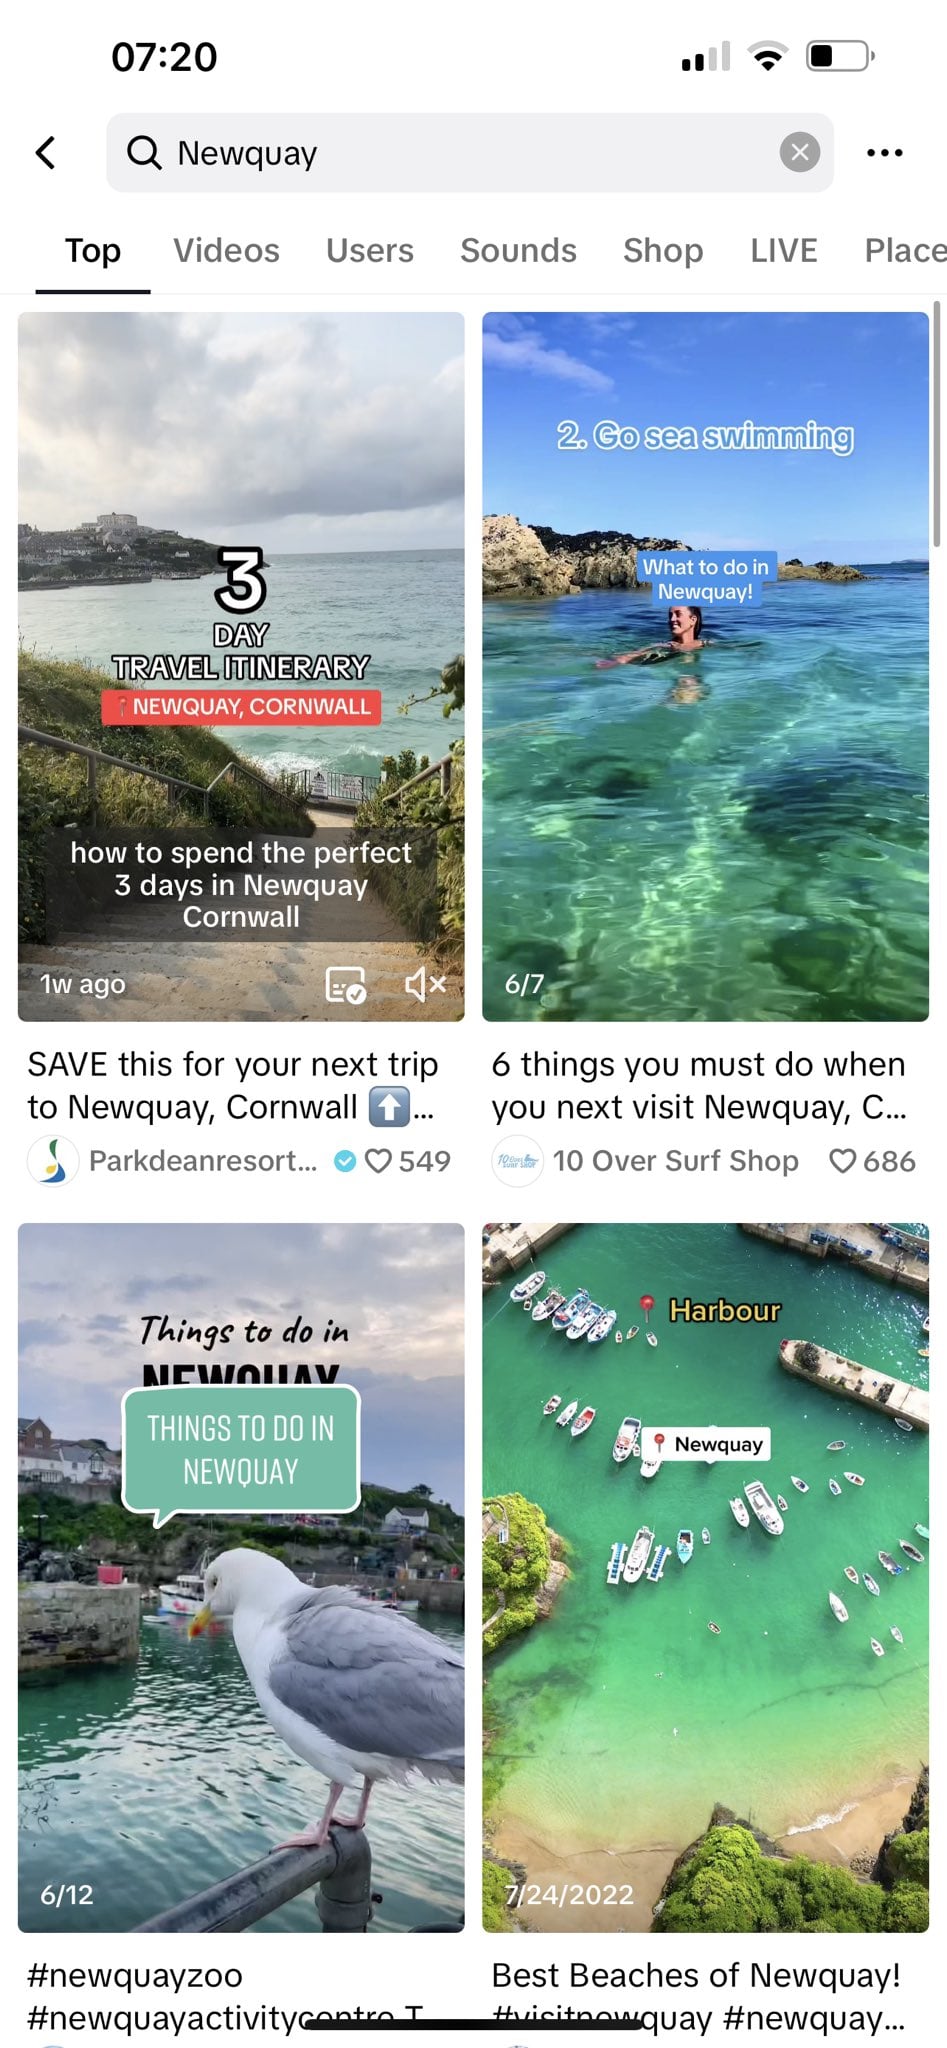 07:20
Newquay
Top Videos Users Sounds Shop LIVE Place
3
DAY
TRAVEL ITINERARY
📍NEWQUAY, CORNWALL
how to spend the perfect
3 days in Newquay
Cornwall
1w ago
SAVE this for your next trip
to Newquay, Cornwall ⬆️...
Parkdeanresort... 549
2. Go sea swimming
What to do in
Newquay!
6/7
6 things you must do when
you next visit Newquay, C...
10 Over Surf Shop 686
Things to do in
NEWQUAY
THINGS TO DO IN
NEWQUAY
6/12
#newquayzoo
#newquayactivitycentre T
📍 Harbour
📍 Newquay
7/24/2022
Best Beaches of Newquay!
#visitnewquay #newquay...